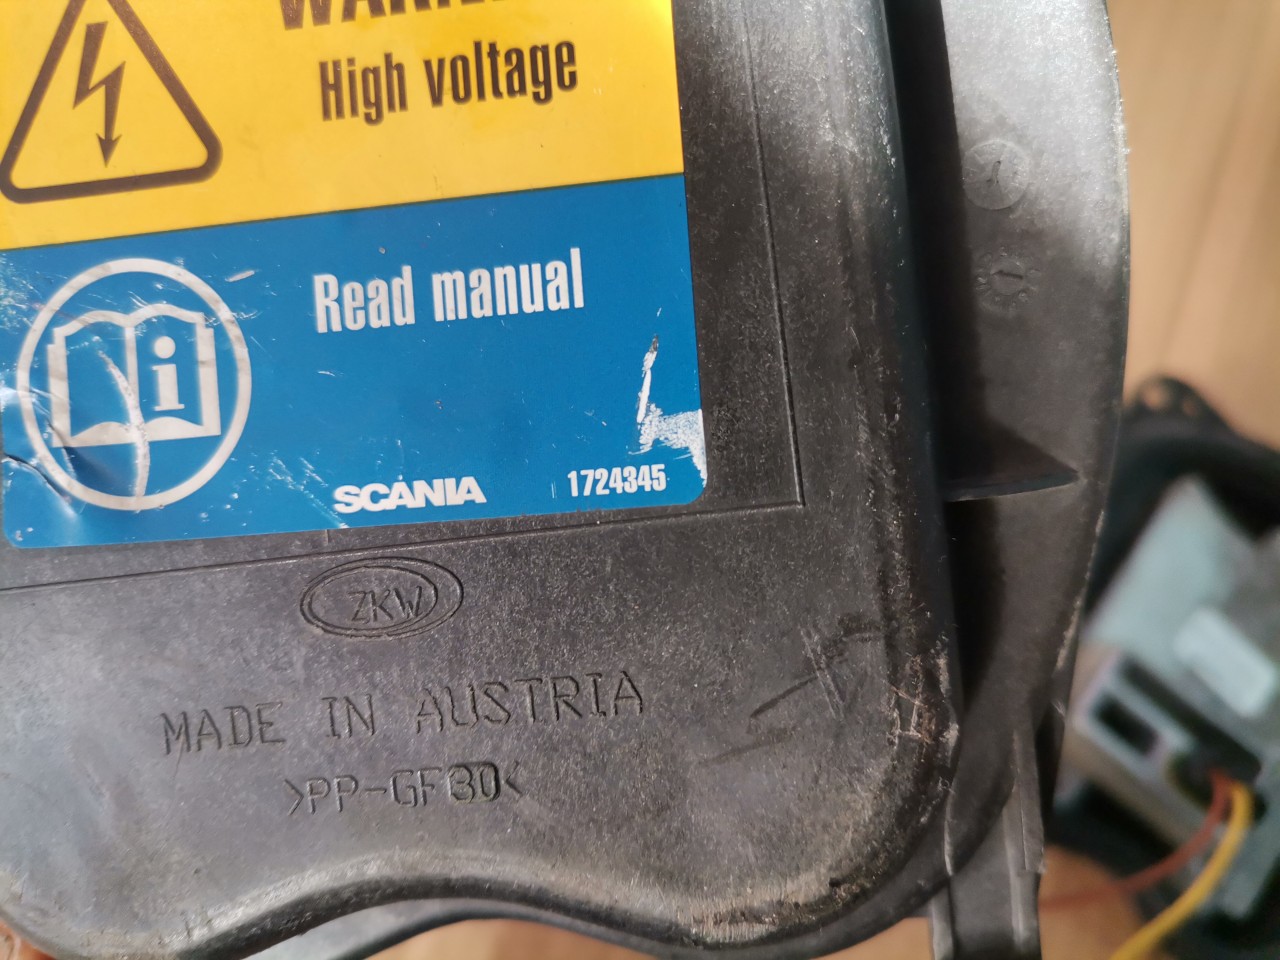 High voltage
Read manual
i
SCANIA
1724345
ZKW
MADE IN AUSTRIA
>PP-GF30<